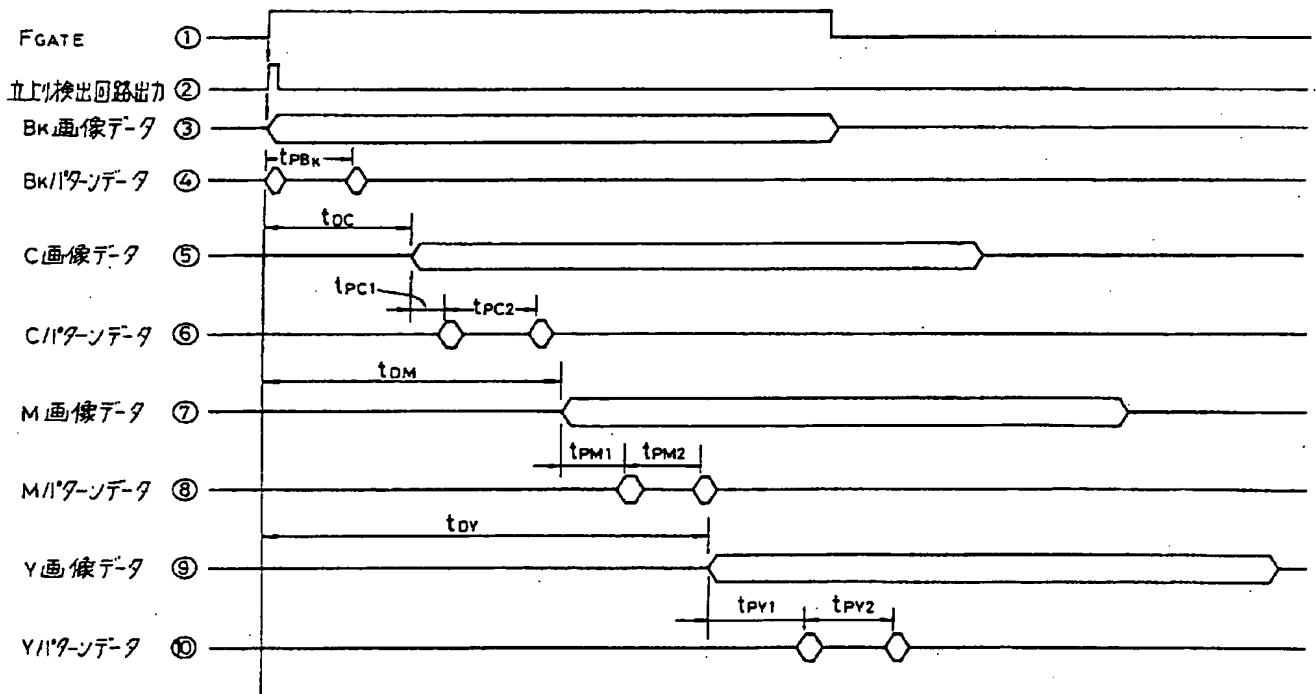 FGATE ①
立上り検出回路出力 ②
BK画像データ ③
tPBK
BKパターンデータ ④
tDC
C画像データ ⑤
tPC1 tPC2
Cパターンデータ ⑥
tDM
M画像データ ⑦
tPM1 tPM2
Mパターンデータ ⑧
tDY
Y画像データ ⑨
tPY1 tPY2
Yパターンデータ ⑩